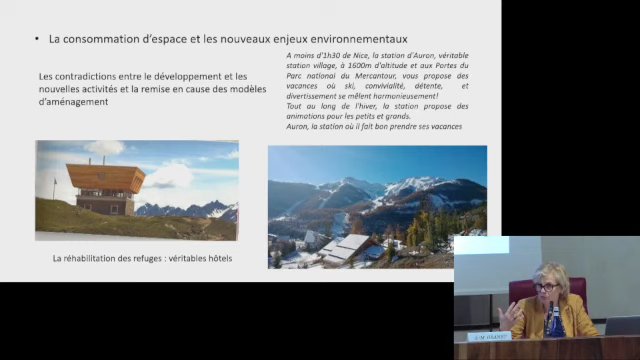 • La consommation d'espace et les nouveaux enjeux environnementaux
Les contradictions entre le développement et les
nouvelles activités et la remise en cause des modèles
d'aménagement
A moins d'1h30 de Nice, la station d'Auron, véritable
station village, à 1600m d'altitude et aux Portes du
Parc national du Mercantour, vous propose des
vacances où ski, convivialité, détente, et
divertissement se mêlent harmonieusement!
Tout au long de l'hiver, la station propose des
animations pour les petits et grands.
Auron, la station où il fait bon prendre ses vacances
La réhabilitation des refuges : véritables hôtels